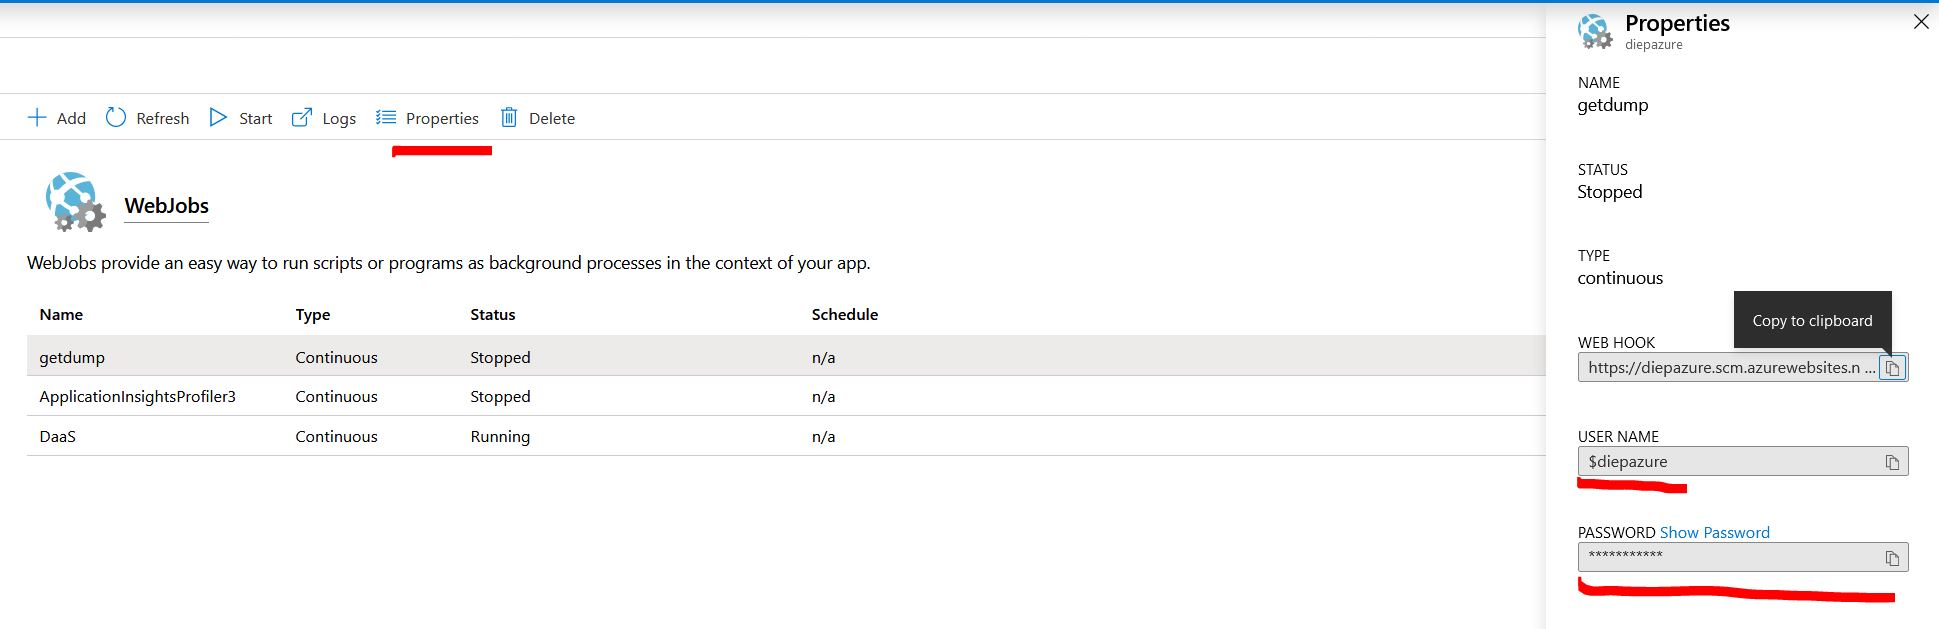 Add Refresh Start Logs Properties Delete
WebJobs
WebJobs provide an easy way to run scripts or programs as background processes in the context of your app.
Name Type Status Schedule
getdump Continuous Stopped n/a
ApplicationInsightsProfiler3 Continuous Stopped n/a
DaaS Continuous Running n/a
Properties
diepazure
NAME
getdump
STATUS
Stopped
TYPE
continuous
Copy to clipboard
WEB HOOK
https://diepazure.scm.azurewebsites.n ...
USER NAME
$diepazure
PASSWORD Show Password
***********